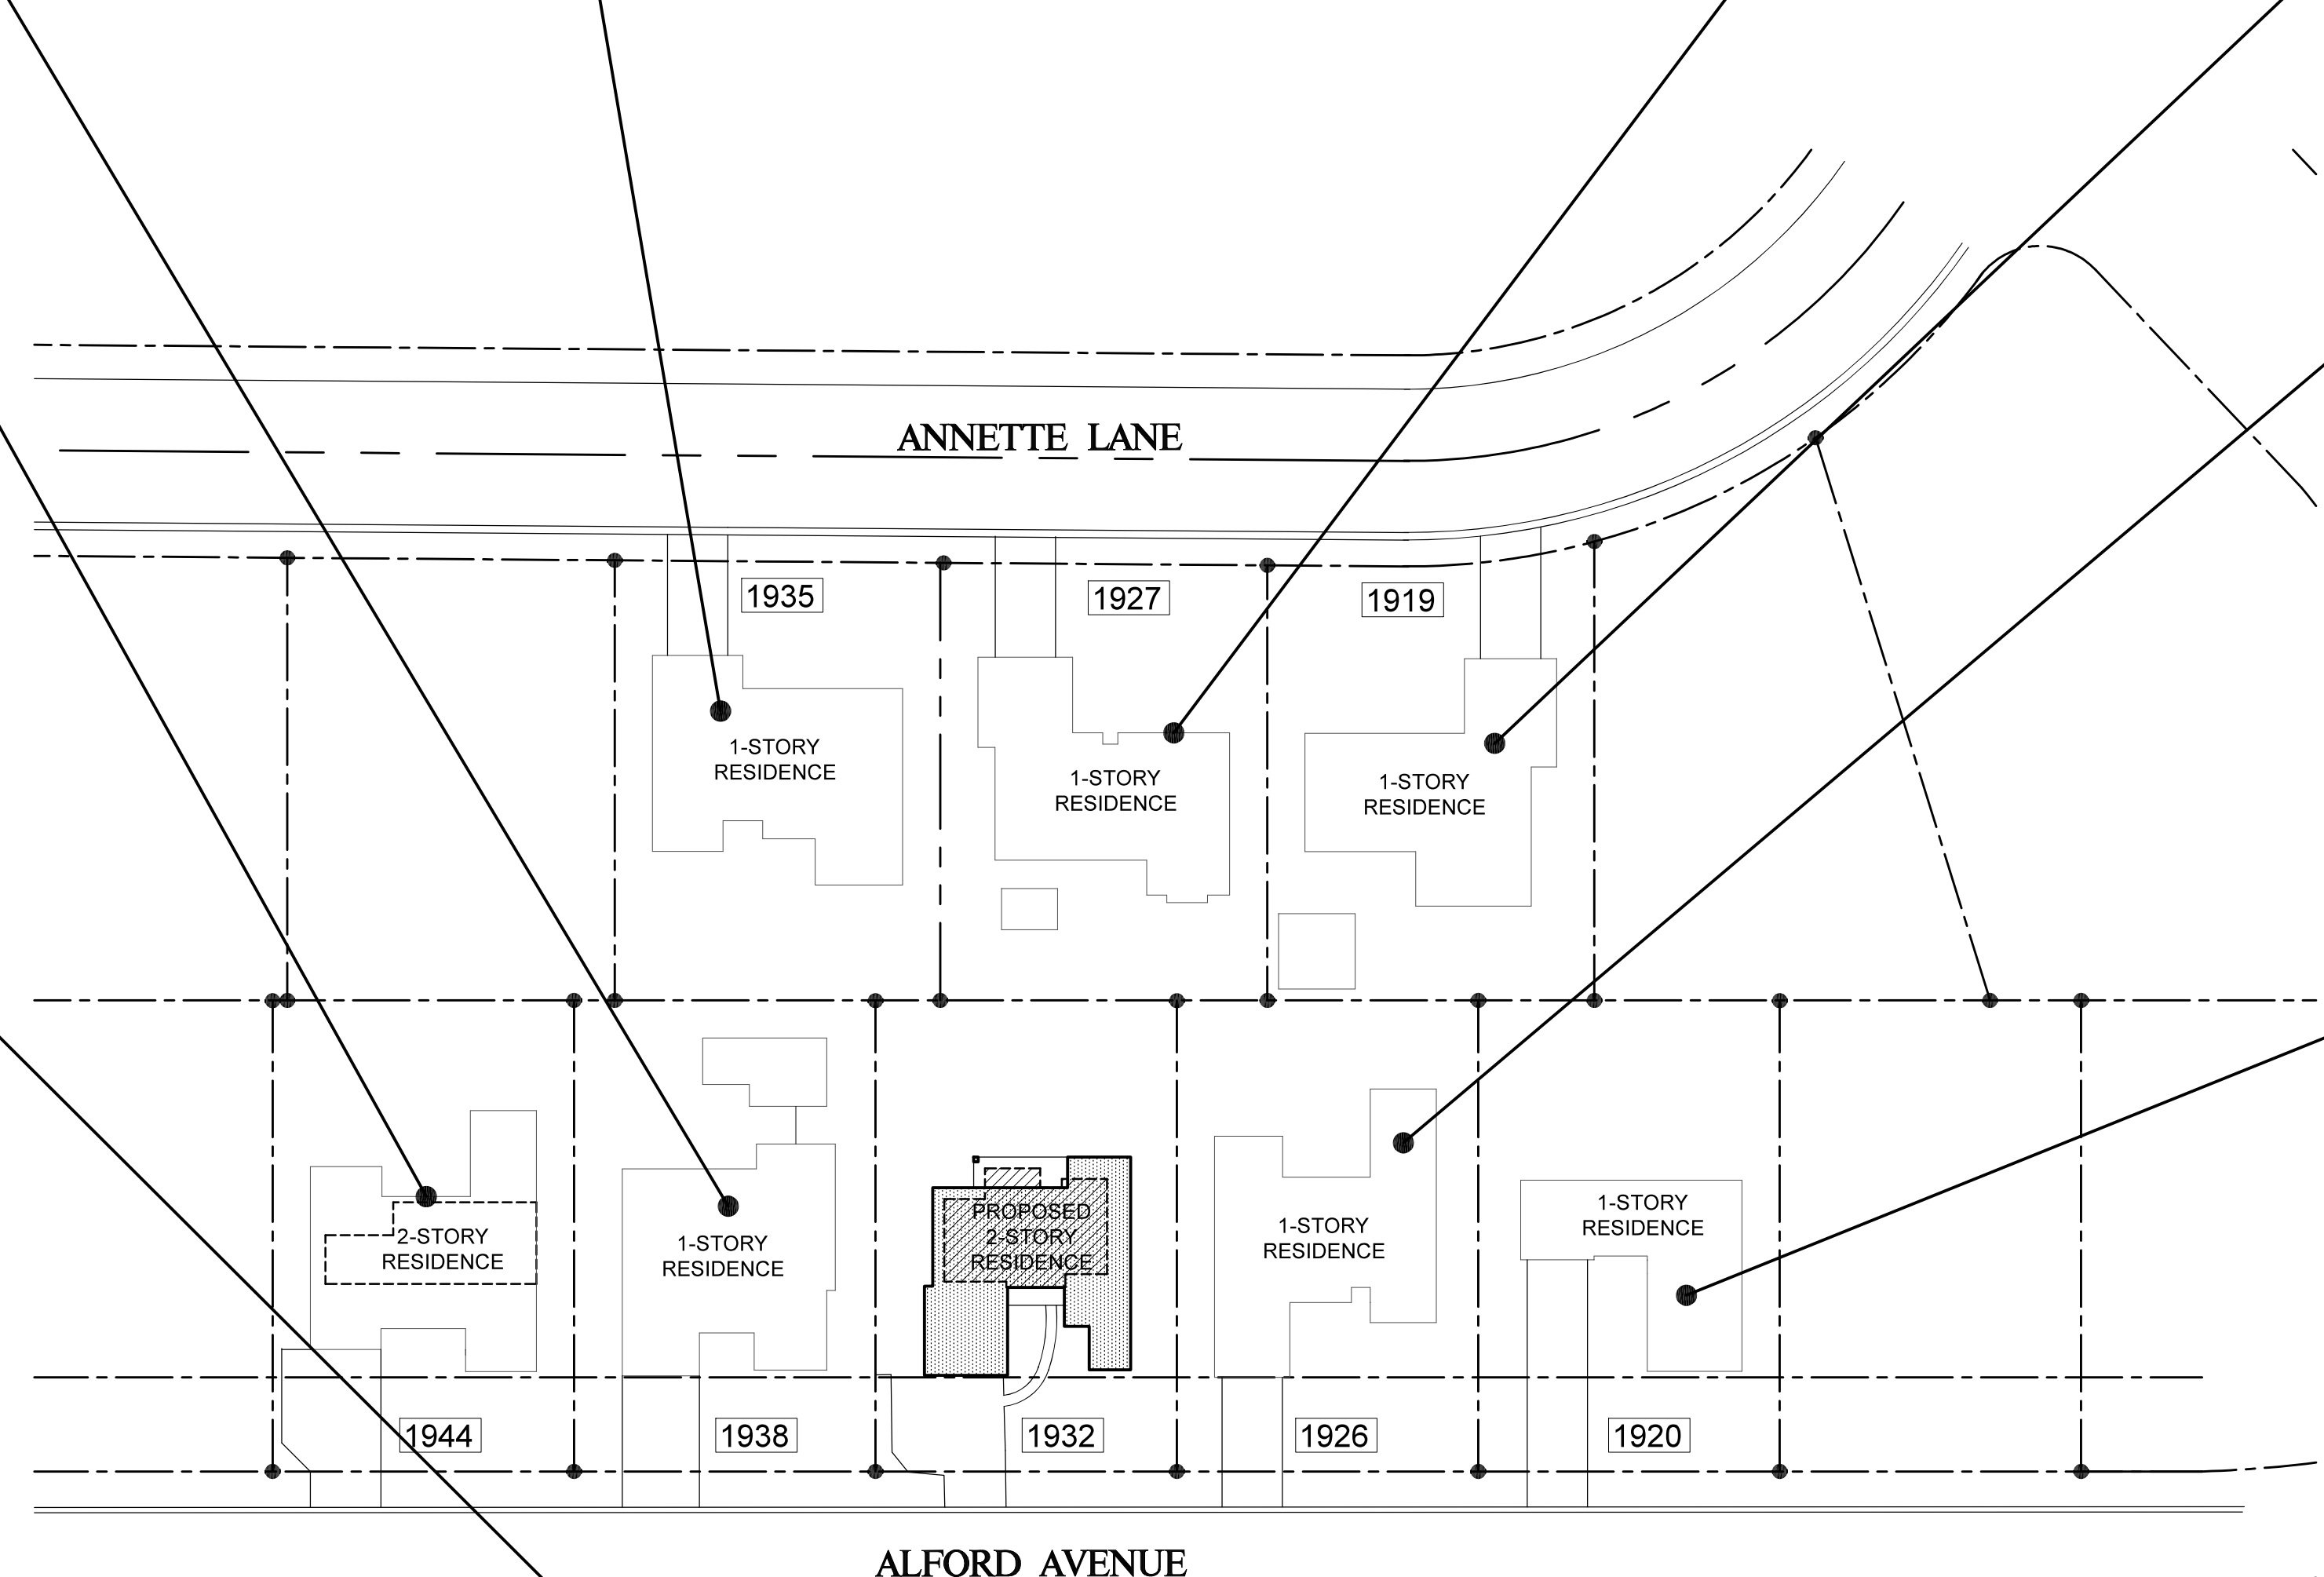 ANNETTE LANE
1935
1927
1919
1-STORY
RESIDENCE
1-STORY
RESIDENCE
1-STORY
RESIDENCE
2-STORY
RESIDENCE
1-STORY
RESIDENCE
PROPOSED
2-STORY
RESIDENCE
1-STORY
RESIDENCE
1-STORY
RESIDENCE
1944
1938
1932
1926
1920
ALFORD AVENUE